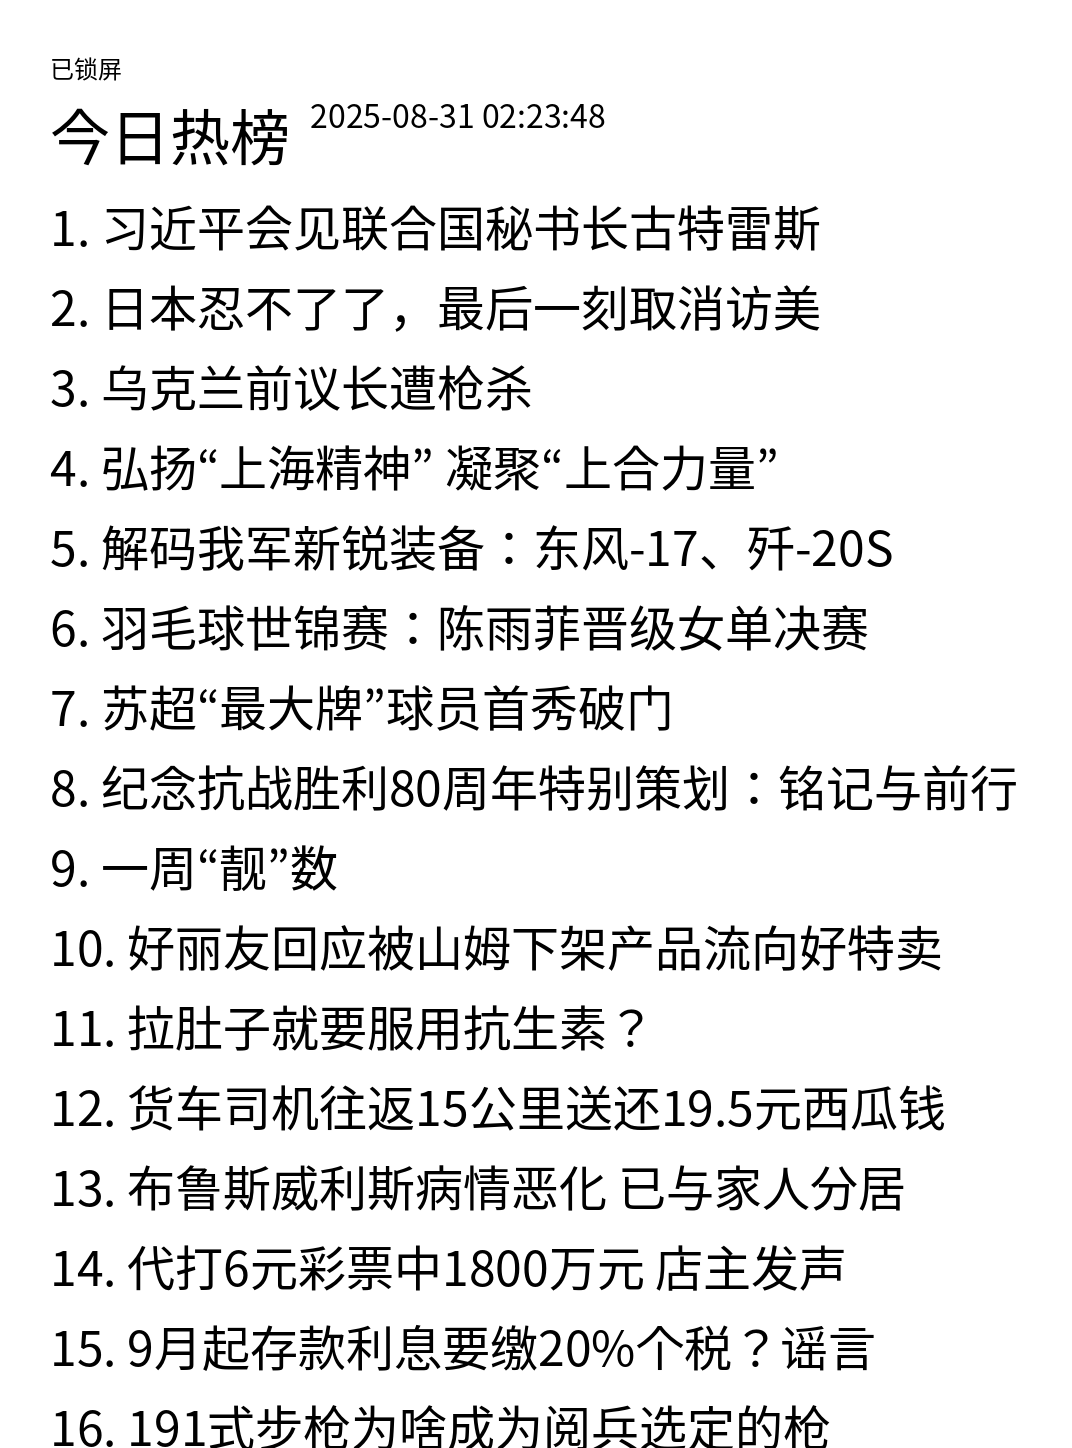 已锁屏
今日热榜 2025-08-31 02:23:48
1. 习近平会见联合国秘书长古特雷斯
2. 日本忍不了了，最后一刻取消访美
3. 乌克兰前议长遭枪杀
4. 弘扬“上海精神” 凝聚“上合力量”
5. 解码我军新锐装备：东风-17、歼-20S
6. 羽毛球世锦赛：陈雨菲晋级女单决赛
7. 苏超“最大牌”球员首秀破门
8. 纪念抗战胜利80周年特别策划：铭记与前行
9. 一周“靓”数
10. 好丽友回应被山姆下架产品流向好特卖
11. 拉肚子就要服用抗生素？
12. 货车司机往返15公里送还19.5元西瓜钱
13. 布鲁斯威利斯病情恶化 已与家人分居
14. 代打6元彩票中1800万元 店主发声
15. 9月起存款利息要缴20%个税？谣言
16. 191式步枪为啥成为阅兵选定的枪